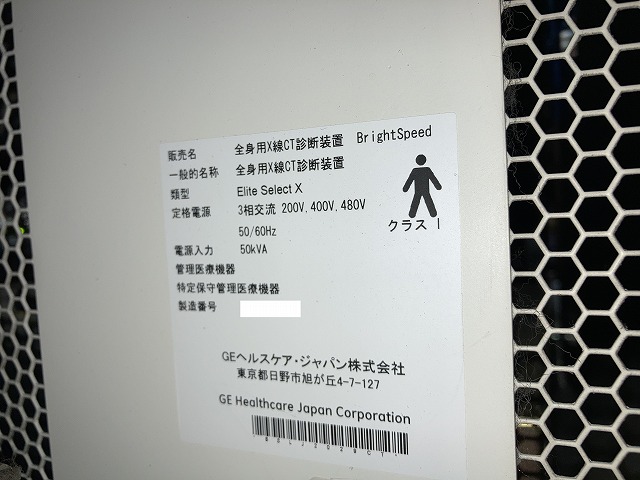 販売名 全身用X線CT診断装置 BrightSpeed
一般的名称 全身用X線CT診断装置
類型 Elite Select X
定格電源 3相交流 200V,400V,480V
50/60Hz
電源入力 50kVA
クラス I
管理医療機器
特定保守管理医療機器
製造番号
GEヘルスケア・ジャパン株式会社
東京都日野市旭が丘4-7-127
GE Healthcare Japan Corporation